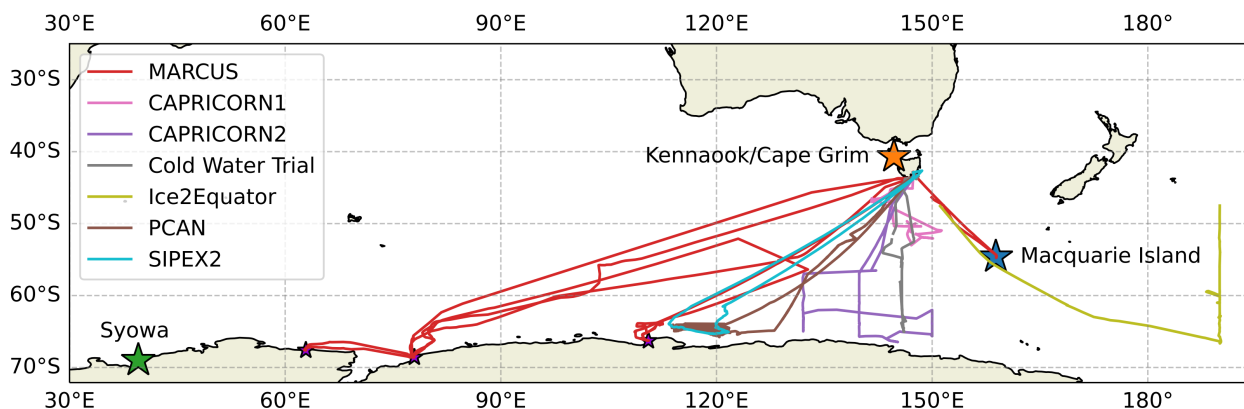 30°E 60°E 90°E 120°E 150°E 180°
30°S
40°S
50°S
60°S
70°S
MARCUS
CAPRICORN1
CAPRICORN2
Cold Water Trial
Ice2Equator
PCAN
SIPEX2
Kennaook/Cape Grim
Macquarie Island
Syowa
30°E 60°E 90°E 120°E 150°E 180°